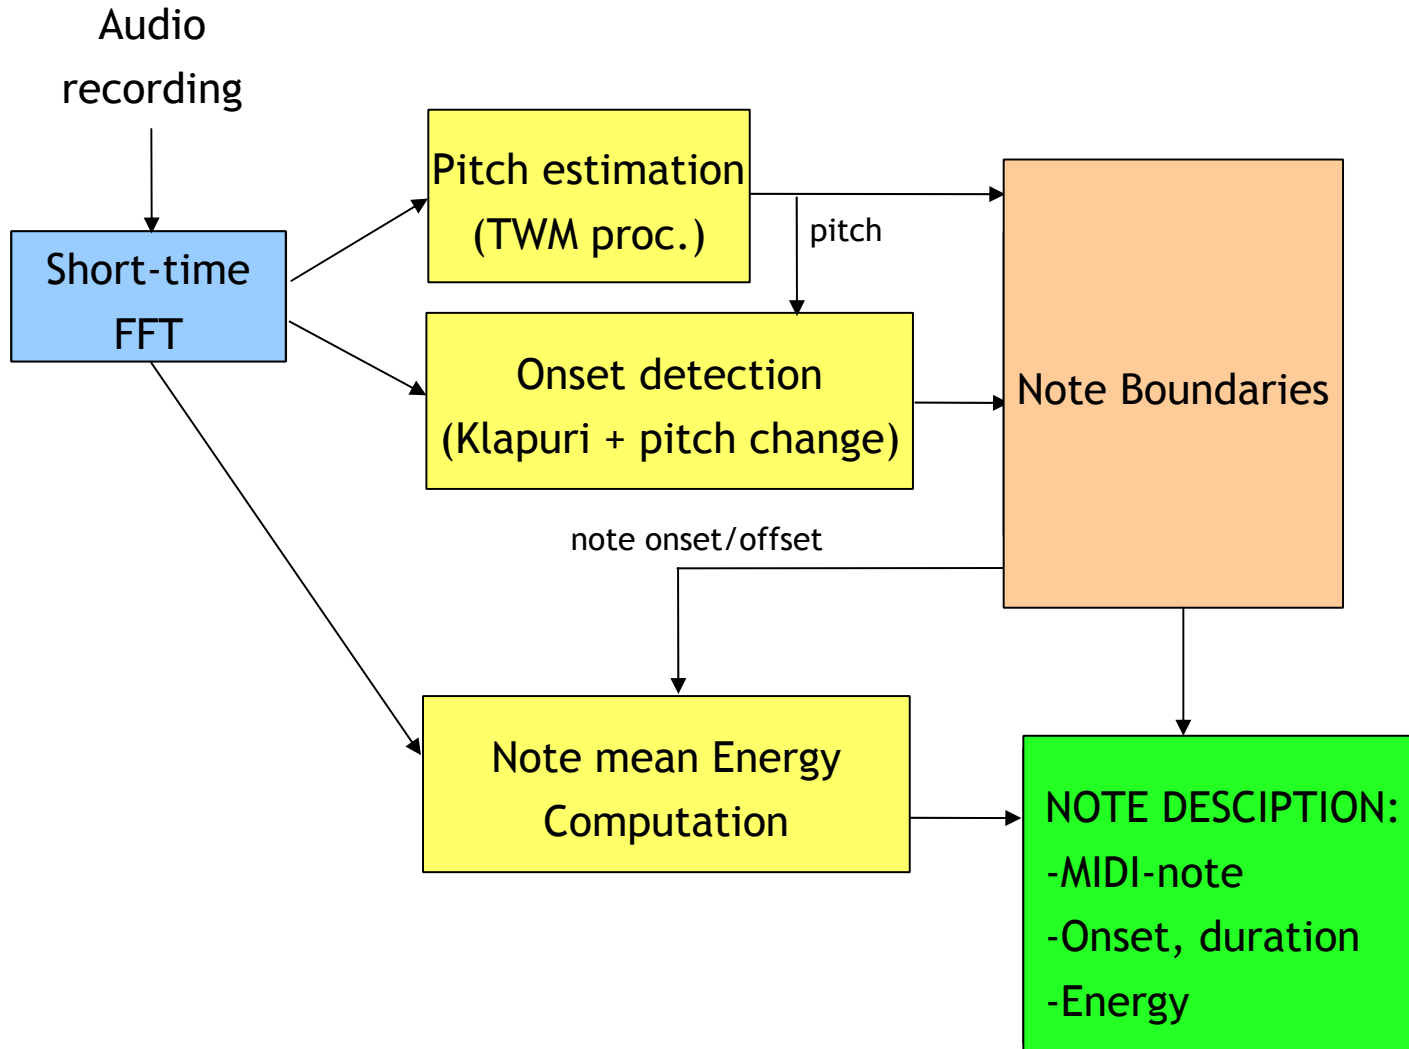 Audio
recording
Short-time
FFT
Pitch estimation
(TWM proc.)
pitch
Onset detection
(Klapuri + pitch change)
Note Boundaries
note onset/offset
Note mean Energy
Computation
NOTE DESCIPTION:
-MIDI-note
-Onset, duration
-Energy